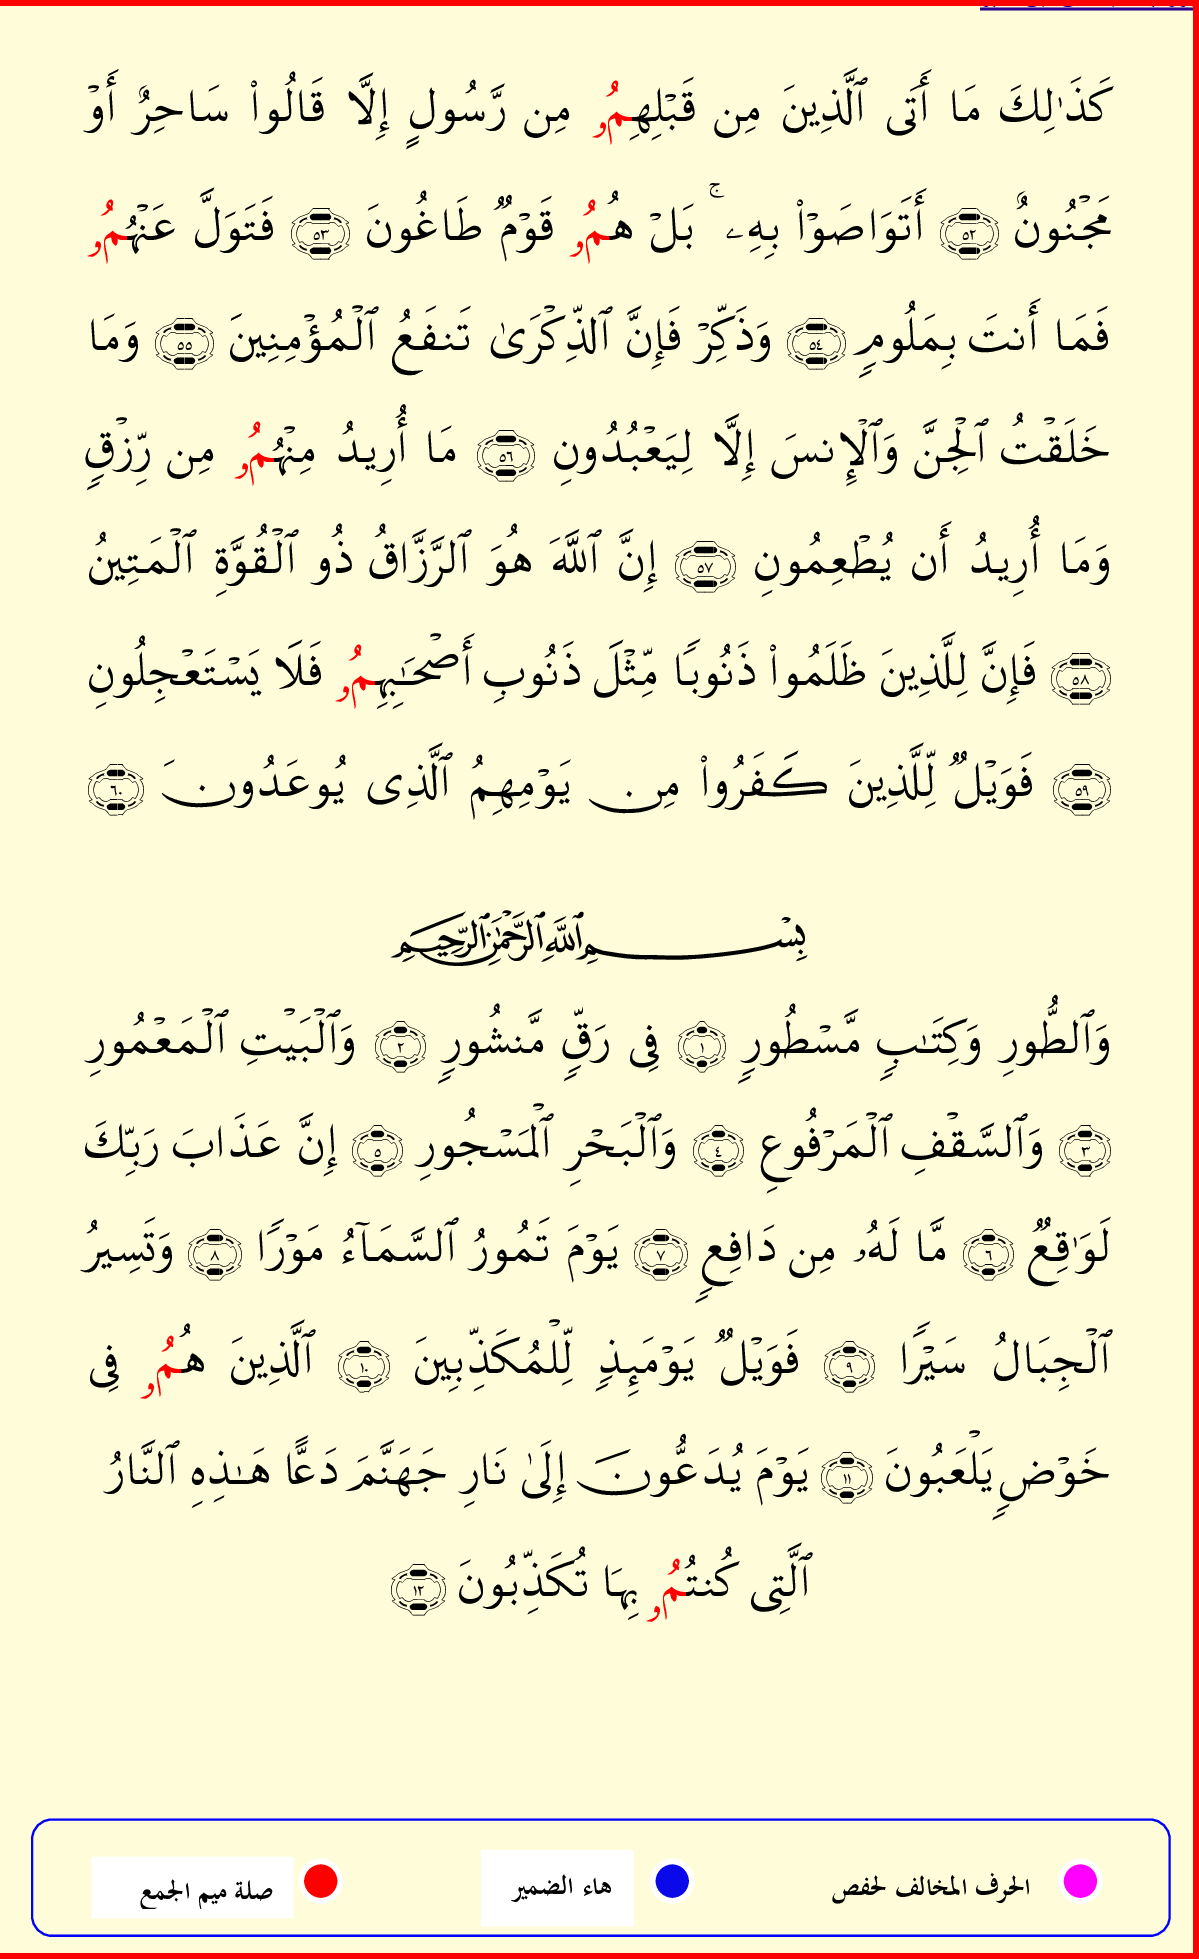 كَذَٰلِكَ مَا أَتَى ٱلَّذِينَ مِن قَبْلِهِمُۥ مِن رَّسُولٍ إِلَّا قَالُوا۟ سَاحِرٌ أَوْ
مَجْنُونٌ ٥٢ أَتَوَاصَوْا۟ بِهِۦ ۚ بَلْ هُمُۥ قَوْمٌ طَاغُونَ ٥٣ فَتَوَلَّ عَنْهُمُۥ
فَمَا أَنتَ بِمَلُومٍ ٥٤ وَذَكِّرْ فَإِنَّ ٱلذِّكْرَىٰ تَنفَعُ ٱلْمُؤْمِنِينَ ٥٥ وَمَا
خَلَقْتُ ٱلْجِنَّ وَٱلْإِنسَ إِلَّا لِيَعْبُدُونِ ٥٦ مَا أُرِيدُ مِنْهُمُۥ مِن رِّزْقٍ
وَمَا أُرِيدُ أَن يُطْعِمُونِ ٥٧ إِنَّ ٱللَّهَ هُوَ ٱلرَّزَّاقُ ذُو ٱلْقُوَّةِ ٱلْمَتِينُ
٥٨ فَإِنَّ لِلَّذِينَ ظَلَمُوا۟ ذَنُوبًا مِّثْلَ ذَنُوبِ أَصْحَـٰبِهِمُۥ فَلَا يَسْتَعْجِلُونِ
٥٩ فَوَيْلٌ لِّلَّذِينَ كَفَرُوا۟ مِن يَوْمِهِمُ ٱلَّذِى يُوعَدُونَ ٦٠
بِسْمِ ٱللَّهِ ٱلرَّحْمَٰنِ ٱلرَّحِيمِ
وَٱلطُّورِ وَكِتَـٰبٍ مَّسْطُورٍ ١ فِى رَقٍّ مَّنشُورٍ ٢ وَٱلْبَيْتِ ٱلْمَعْمُورِ
٣ وَٱلسَّقْفِ ٱلْمَرْفُوعِ ٤ وَٱلْبَحْرِ ٱلْمَسْجُورِ ٥ إِنَّ عَذَابَ رَبِّكَ
لَوَٰقِعٌ ٦ مَّا لَهُۥ مِن دَافِعٍ ٧ يَوْمَ تَمُورُ ٱلسَّمَآءُ مَوْرًا ٨ وَتَسِيرُ
ٱلْجِبَالُ سَيْرًا ٩ فَوَيْلٌ يَوْمَئِذٍ لِّلْمُكَذِّبِينَ ١٠ ٱلَّذِينَ هُمُۥ فِى
خَوْضٍ يَلْعَبُونَ ١١ يَوْمَ يُدَعُّونَ إِلَىٰ نَارِ جَهَنَّمَ دَعًّا هَـٰذِهِ ٱلنَّارُ
ٱلَّتِى كُنتُمُۥ بِهَا تُكَذِّبُونَ ١٢
الحرف المخالف لحفص
هاء الضمير
صلة ميم الجمع